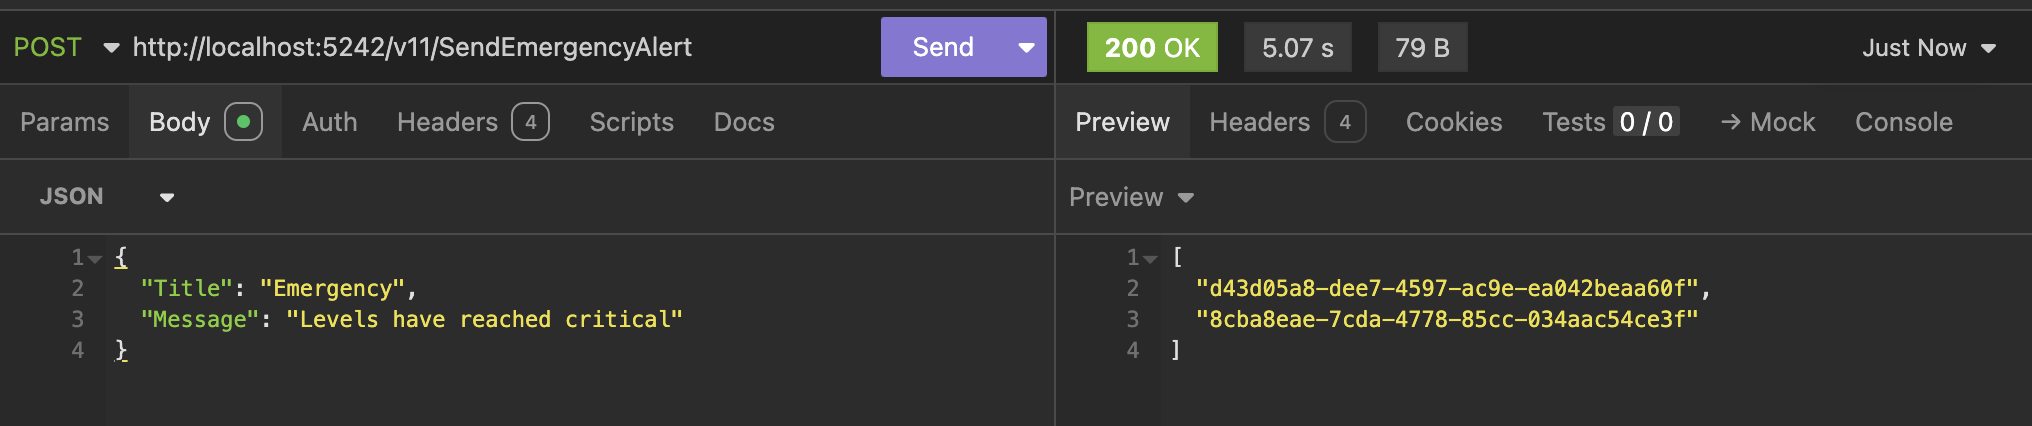 POST http://localhost:5242/v11/SendEmergencyAlert Send
200 OK 5.07 s 79 B Just Now
Params Body Auth Headers 4 Scripts Docs
Preview Headers 4 Cookies Tests 0 / 0 → Mock Console
JSON
Preview
1 {
2 "Title": "Emergency",
3 "Message": "Levels have reached critical"
4 }
1 [
2 "d43d05a8-dee7-4597-ac9e-ea042beaa60f",
3 "8cba8eae-7cda-4778-85cc-034aac54ce3f"
4 ]